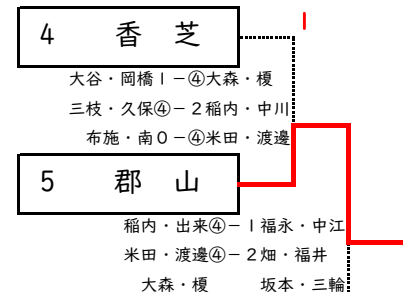 1
4 香芝
大谷・岡橋1－④大森・榎
三枝・久保④－2稲内・中川
布施・南0－④米田・渡邊
5 郡山
稲内・出来④－1福永・中江
米田・渡邊④－2畑・福井
大森・榎 坂本・三輪